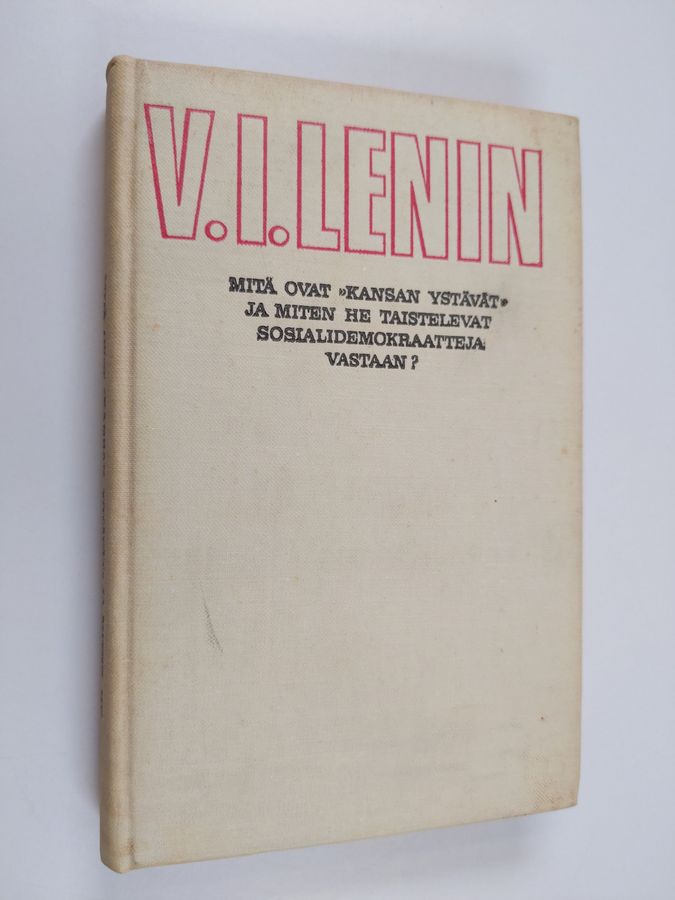 V.I.LENIN
MITÄ OVAT »KANSAN YSTÄVÄT»
JA MITEN HE TAISTELEVAT
SOSIALIDEMOKRAATTEJA
VASTAAN?